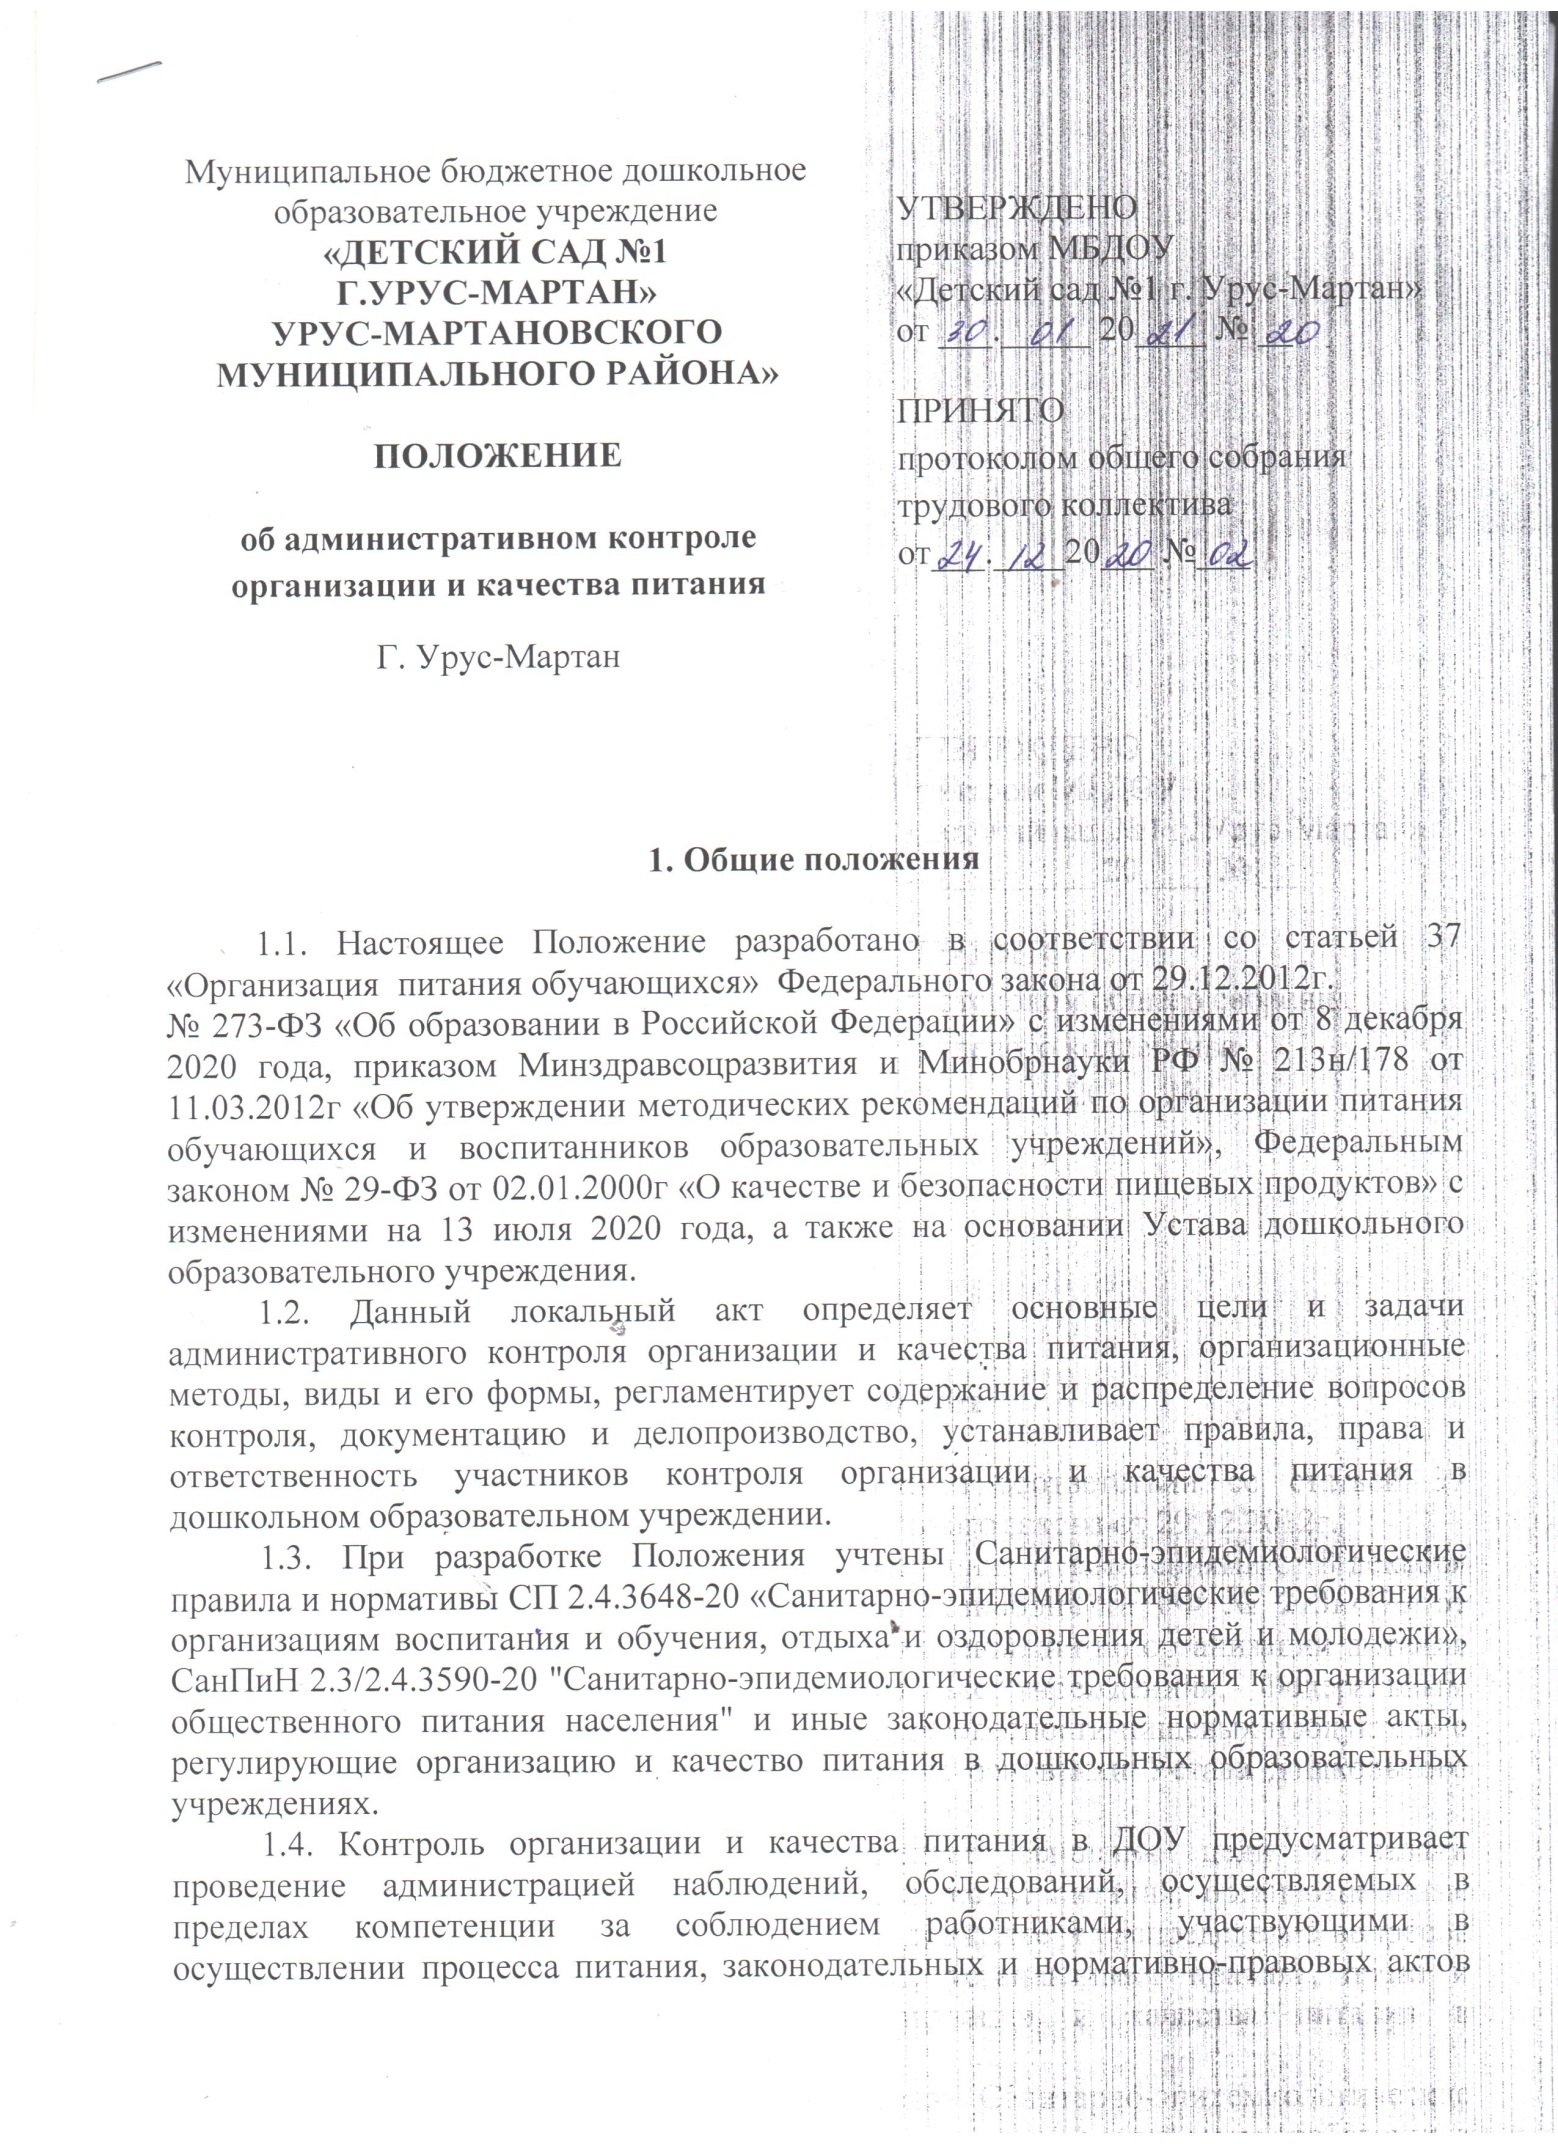 Муниципальное бюджетное дошкольное
образовательное учреждение
«ДЕТСКИЙ САД №1
Г.УРУС-МАРТАН»
УРУС-МАРТАНОВСКОГО
МУНИЦИПАЛЬНОГО РАЙОНА»
ПОЛОЖЕНИЕ
об административном контроле
организации и качества питания
Г. Урус-Мартан
УТВЕРЖДЕНО
приказом МБДОУ
«Детский сад №1 г. Урус-Мартан»
от 30.01 2021 № 20
ПРИНЯТО
протоколом общего собрания
трудового коллектива
от 24.12 2020 № 02
1. Общие положения
1.1. Настоящее Положение разработано в соответствии со статьей 37
«Организация питания обучающихся» Федерального закона от 29.12.2012г.
№ 273-ФЗ «Об образовании в Российской Федерации» с изменениями от 8 декабря
2020 года, приказом Минздравсоцразвития и Минобрнауки РФ № 213н/178 от
11.03.2012г «Об утверждении методических рекомендаций по организации питания
обучающихся и воспитанников образовательных учреждений», Федеральным
законом № 29-ФЗ от 02.01.2000г «О качестве и безопасности пищевых продуктов» с
изменениями на 13 июля 2020 года, а также на основании Устава дошкольного
образовательного учреждения.
1.2. Данный локальный акт определяет основные цели и задачи
административного контроля организации и качества питания, организационные
методы, виды и его формы, регламентирует содержание и распределение вопросов
контроля, документацию и делопроизводство, устанавливает правила, права и
ответственность участников контроля организации и качества питания в
дошкольном образовательном учреждении.
1.3. При разработке Положения учтены Санитарно-эпидемиологические
правила и нормативы СП 2.4.3648-20 «Санитарно-эпидемиологические требования к
организациям воспитания и обучения, отдыха и оздоровления детей и молодежи»,
СанПиН 2.3/2.4.3590-20 "Санитарно-эпидемиологические требования к организации
общественного питания населения" и иные законодательные нормативные акты,
регулирующие организацию и качество питания в дошкольных образовательных
учреждениях.
1.4. Контроль организации и качества питания в ДОУ предусматривает
проведение администрацией наблюдений, обследований, осуществляемых в
пределах компетенции за соблюдением работниками, участвующими в
осуществлении процесса питания, законодательных и нормативно-правовых актов